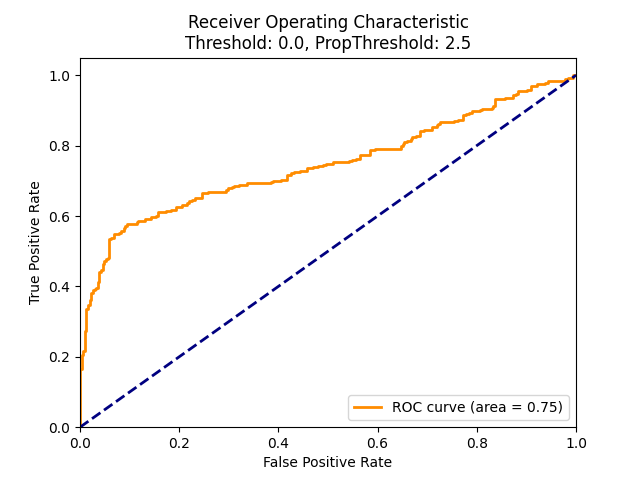 Receiver Operating Characteristic
Threshold: 0.0, PropThreshold: 2.5
True Positive Rate
1.0
0.8
0.6
0.4
0.2
0.0
ROC curve (area = 0.75)
0.0 0.2 0.4 0.6 0.8 1.0
False Positive Rate